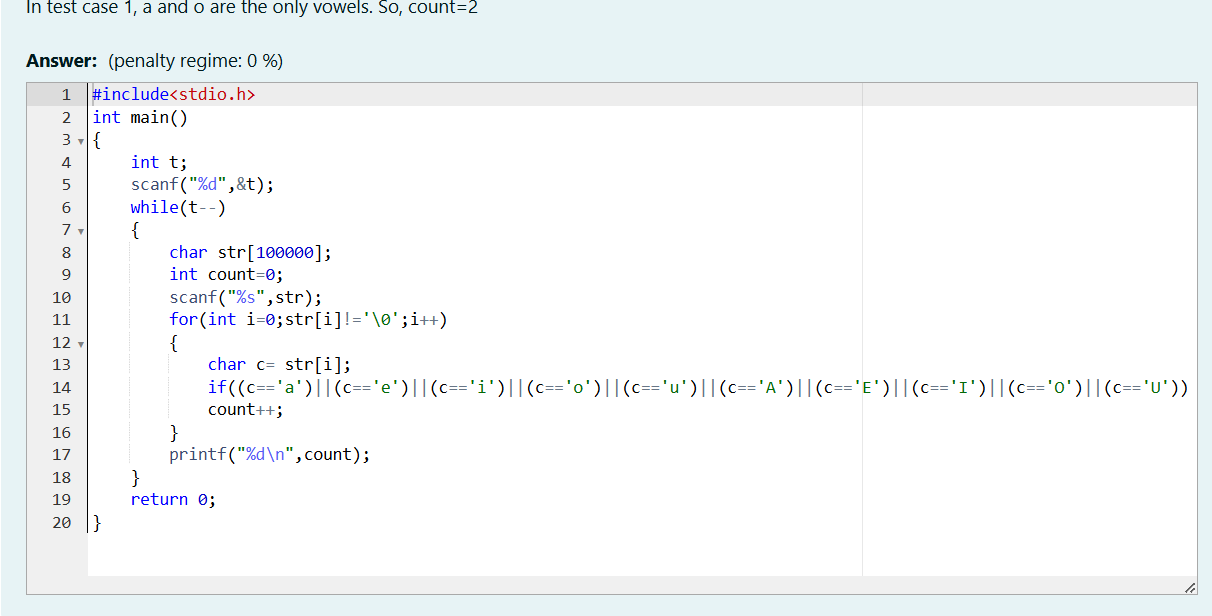 In test case 1, a and o are the only vowels. So, count=2
Answer: (penalty regime: 0 %)
1 #include<stdio.h>
2 int main()
3 {
4     int t;
5     scanf("%d",&t);
6     while(t--)
7     {
8         char str[100000];
9         int count=0;
10         scanf("%s",str);
11         for(int i=0;str[i]!='\0';i++)
12         {
13             char c= str[i];
14             if((c=='a')||(c=='e')||(c=='i')||(c=='o')||(c=='u')||(c=='A')||(c=='E')||(c=='I')||(c=='O')||(c=='U'))
15             count++;
16         }
17         printf("%d\n",count);
18     }
19     return 0;
20 }